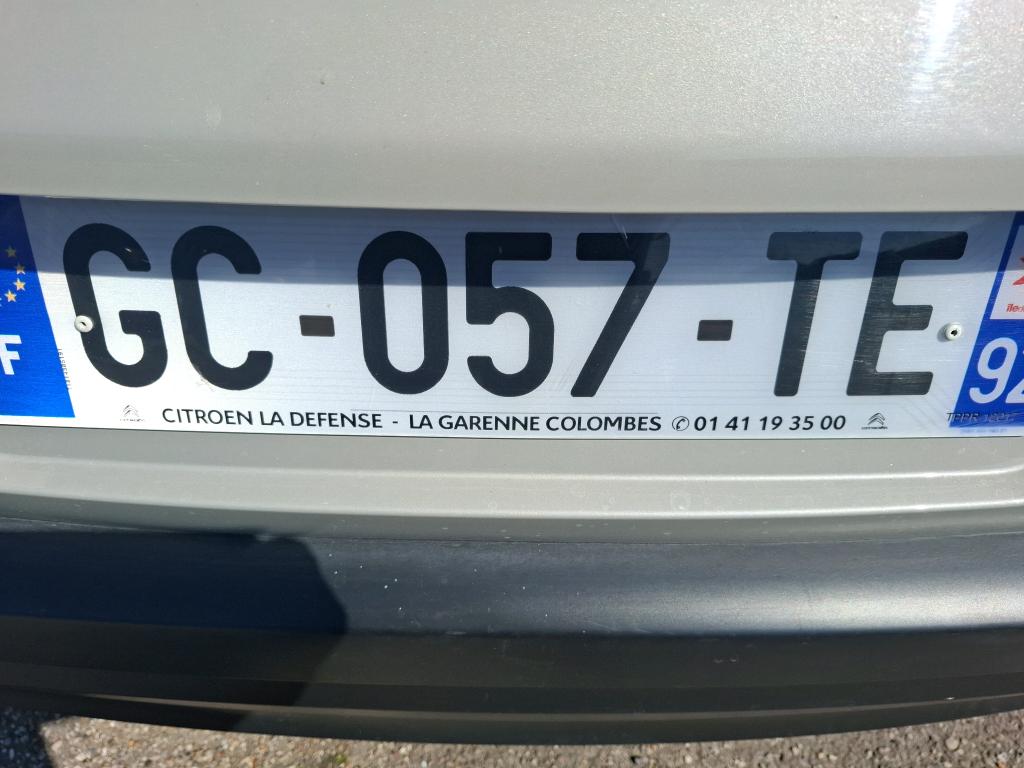 GC-057-TE
F
92
CITROEN LA DEFENSE - LA GARENNE COLOMBES ✆ 01 41 19 35 00